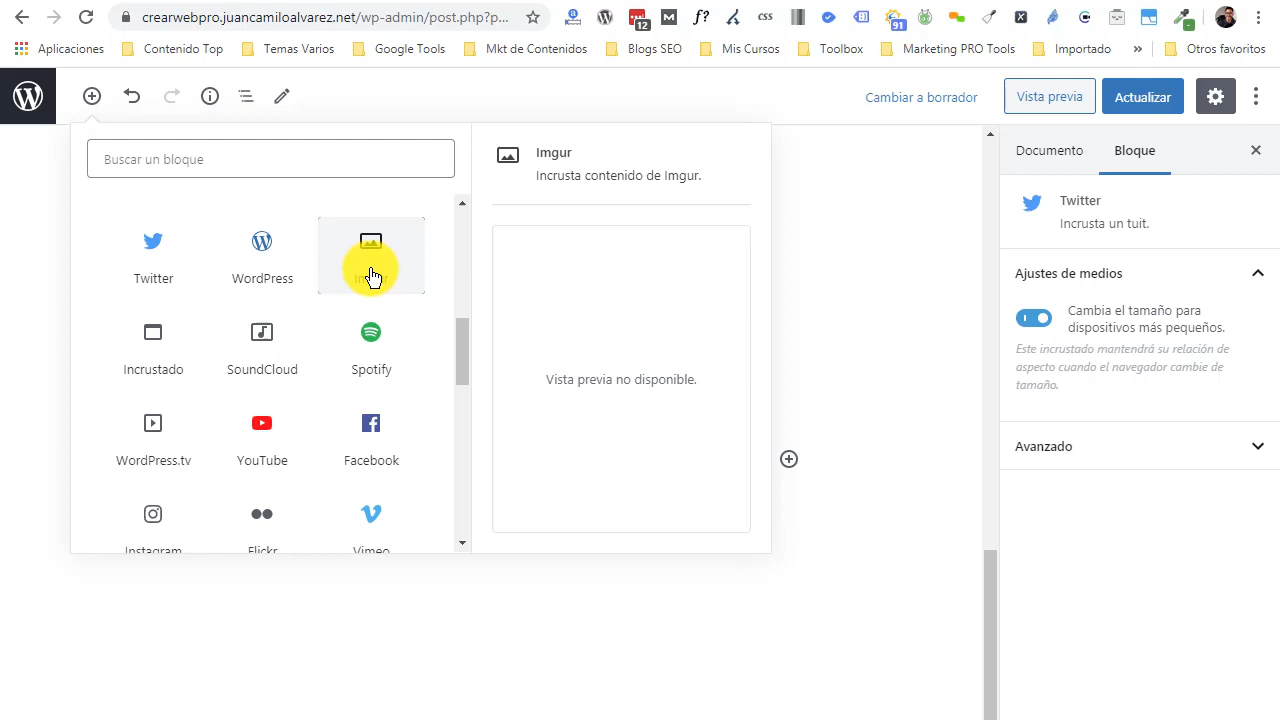 crearwebpro.juancamiloalvarez.net/wp-admin/post.php?p...
12
f?
css
91
X
C
-
Aplicaciones
Contenido Top
Temas Varios
Google Tools
Mkt de Contenidos
Blogs SEO
Mis Cursos
Toolbox
Marketing PRO Tools
Importado
»
Otros favoritos
Cambiar a borrador
Vista previa
Actualizar
Buscar un bloque
Twitter
WordPress
Imgur
Incrustado
SoundCloud
Spotify
WordPress.tv
YouTube
Facebook
Instagram
Flickr
Vimeo
Imgur
Incrusta contenido de Imgur.
Vista previa no disponible.
Documento
Bloque
Twitter
Incrusta un tuit.
Ajustes de medios
Cambia el tamaño para
dispositivos más pequeños.
Este incrustado mantendrá su relación de
aspecto cuando el navegador cambie de
tamaño.
Avanzado